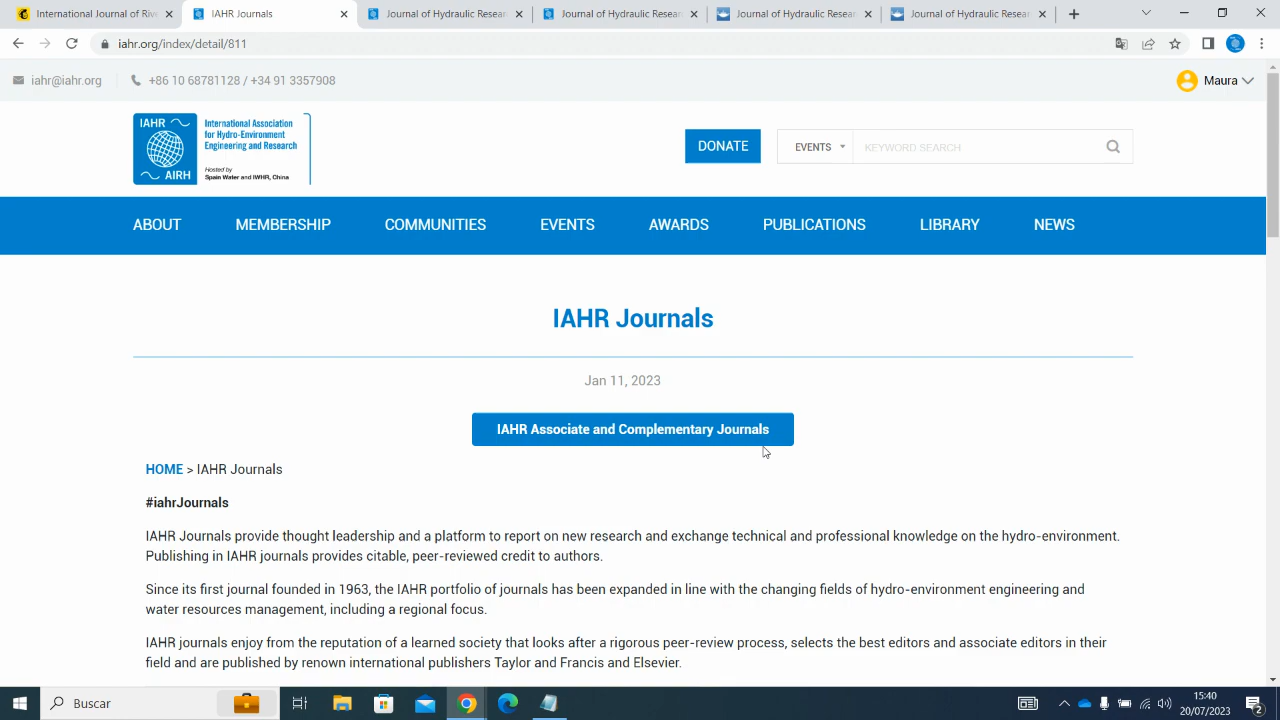 International Journal of Rive
Journals
Journal of Hydraulic Resear
Journal of Hydraulic Resear
Journal of Hydraulic Resear
Journal of Hydraulic Resear
iahr.org/index/detail/811
iahr@iahr.org
+86 10 68781128 / +34 91 3357908
Maura
IAHR
AIRH
International Association
for Hydro-Environment
Engineering and Research
Hosted by
Spain Water and IWHR, China
DONATE
EVENTS
KEYWORD SEARCH
ABOUT
MEMBERSHIP
COMMUNITIES
EVENTS
AWARDS
PUBLICATIONS
LIBRARY
NEWS
IAHR Journals
Jan 11, 2023
IAHR Associate and Complementary Journals
HOME > IAHR Journals
#iahrJournals
IAHR Journals provide thought leadership and a platform to report on new research and exchange technical and professional knowledge on the hydro-environment.
Publishing in IAHR journals provides citable, peer-reviewed credit to authors.
Since its first journal founded in 1963, the IAHR portfolio of journals has been expanded in line with the changing fields of hydro-environment engineering and
water resources management, including a regional focus.
IAHR journals enjoy from the reputation of a learned society that looks after a rigorous peer-review process, selects the best editors and associate editors in their
field and are published by renown international publishers Taylor and Francis and Elsevier.
Buscar
15:40
20/07/2023
2